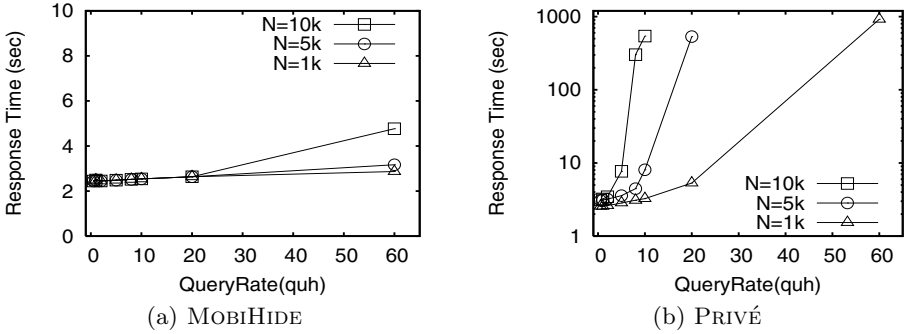 10
8
6
4
2
0
Response Time (sec)
N=10k
N=5k
N=1k
0 10 20 30 40 50 60
QueryRate(quh)
(a) MOBIHIDE
1000
100
10
1
Response Time (sec)
N=10k
N=5k
N=1k
0 10 20 30 40 50 60
QueryRate(quh)
(b) PRIVÉ